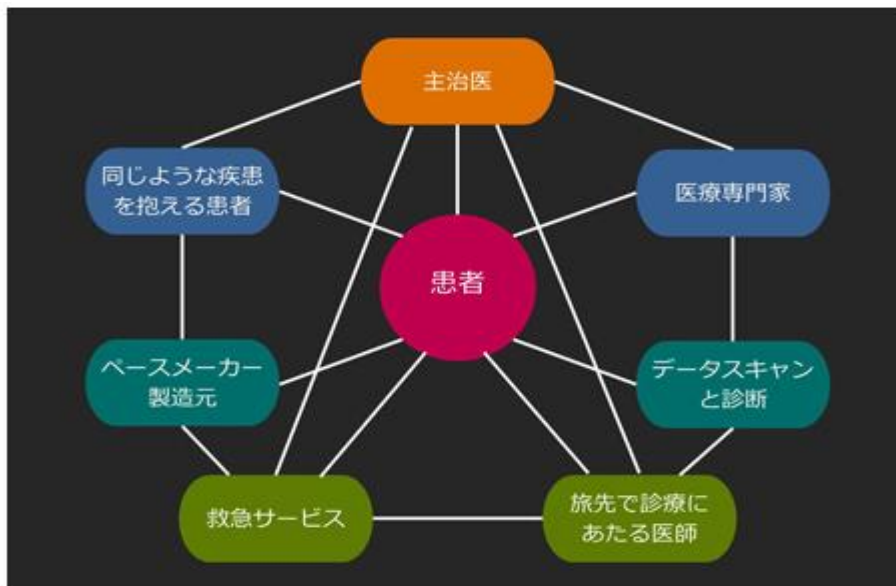 主治医
同じような疾患
を抱える患者
医療専門家
患者
ペースメーカー
製造元
データスキャン
と診断
救急サービス
旅先で診療に
あたる医師